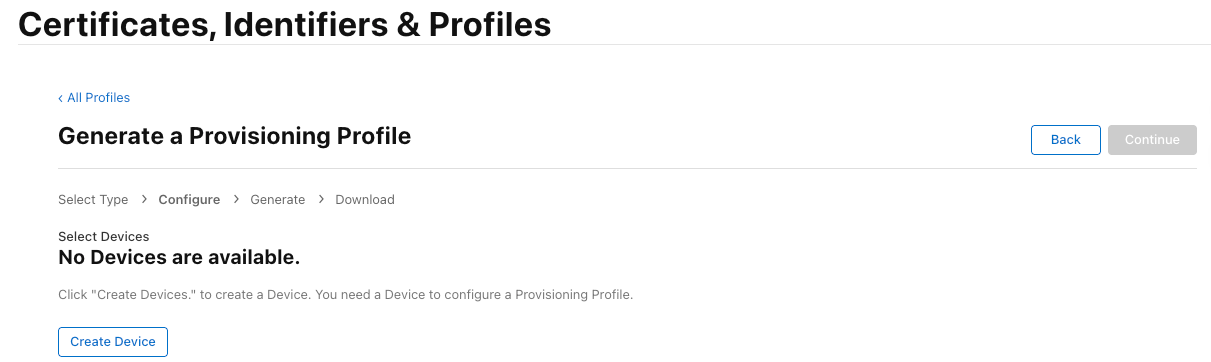 Certificates, Identifiers & Profiles
‹ All Profiles
Generate a Provisioning Profile
Back
Continue
Select Type > Configure > Generate > Download
Select Devices
No Devices are available.
Click "Create Devices." to create a Device. You need a Device to configure a Provisioning Profile.
Create Device